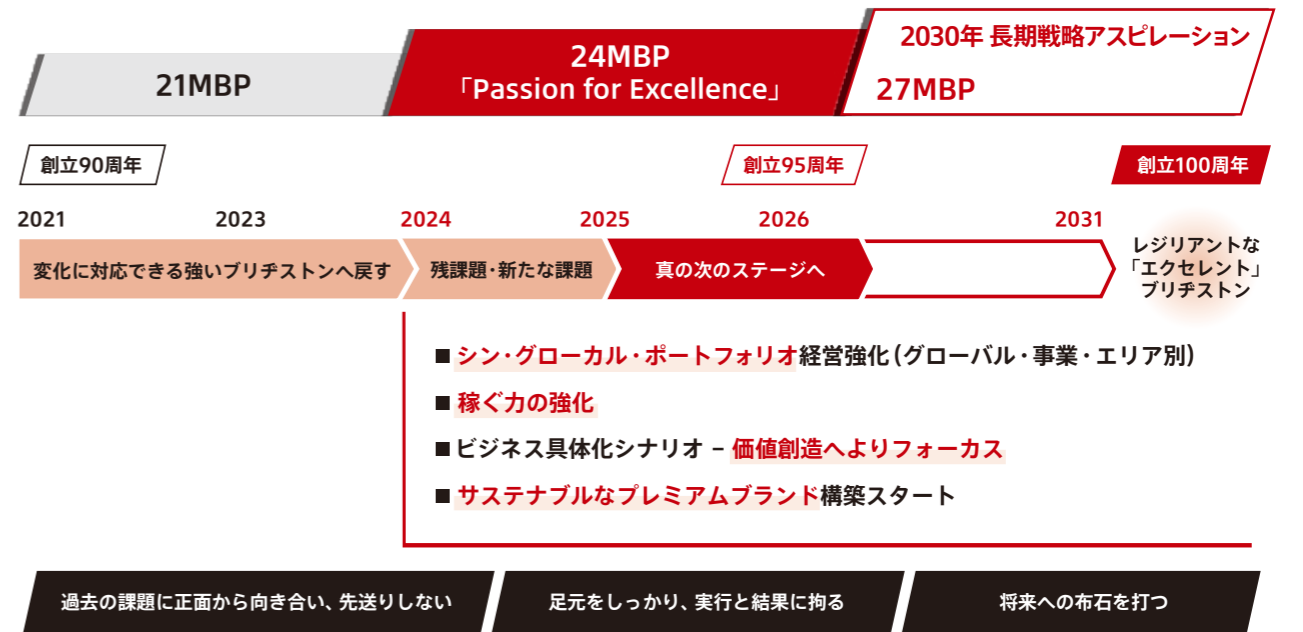 21MBP
24MBP
「Passion for Excellence」
2030年 長期戦略アスピレーション
27MBP
創立90周年
創立95周年
創立100周年
2021
2023
2024
2025
2026
2031
変化に対応できる強いブリヂストンへ戻す
残課題・新たな課題
真の次のステージへ
レジリアントな
「エクセレント」
ブリヂストン
■ シン・グローカル・ポートフォリオ経営強化(グローバル・事業・エリア別)
■ 稼ぐ力の強化
■ ビジネス具体化シナリオ − 価値創造へよりフォーカス
■ サステナブルなプレミアムブランド構築スタート
過去の課題に正面から向き合い、先送りしない
足元をしっかり、実行と結果に拘る
将来への布石を打つ